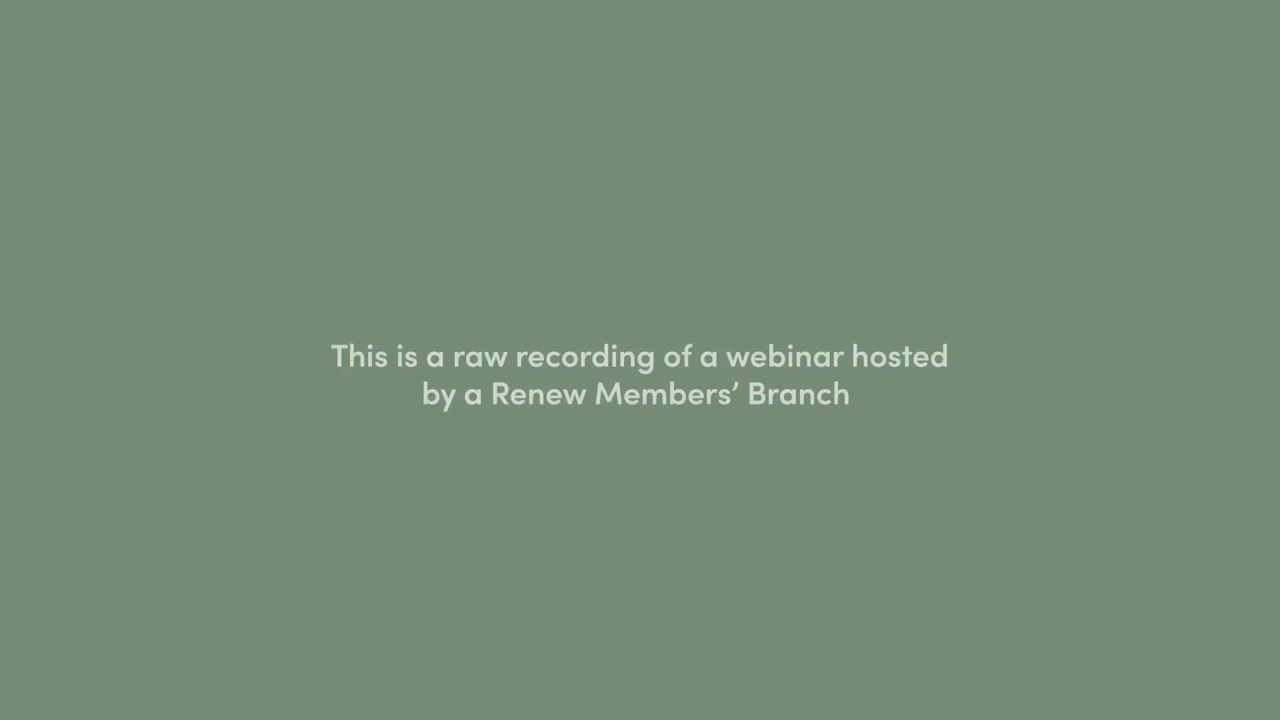 This is a raw recording of a webinar hosted
by a Renew Members’ Branch